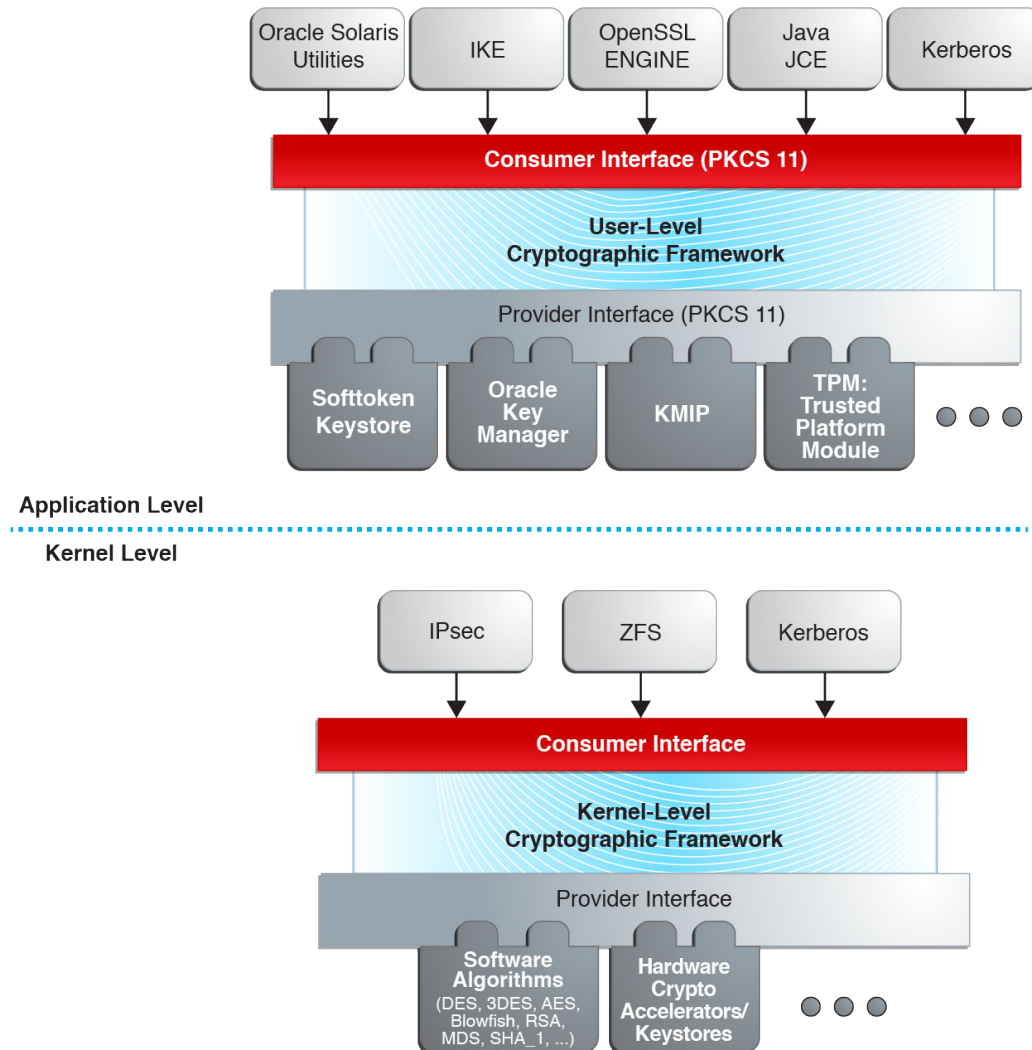 Oracle Solaris
Utilities
IKE
OpenSSL
ENGINE
Java
JCE
Kerberos
Consumer Interface (PKCS 11)
User-Level
Cryptographic Framework
Provider Interface (PKCS 11)
Softtoken
Keystore
Oracle
Key
Manager
KMIP
TPM:
Trusted
Platform
Module
Application Level
Kernel Level
IPsec
ZFS
Kerberos
Consumer Interface
Kernel-Level
Cryptographic Framework
Provider Interface
Software
Algorithms
(DES, 3DES, AES,
Blowfish, RSA,
MDS, SHA_1, ...)
Hardware
Crypto
Accelerators/
Keystores